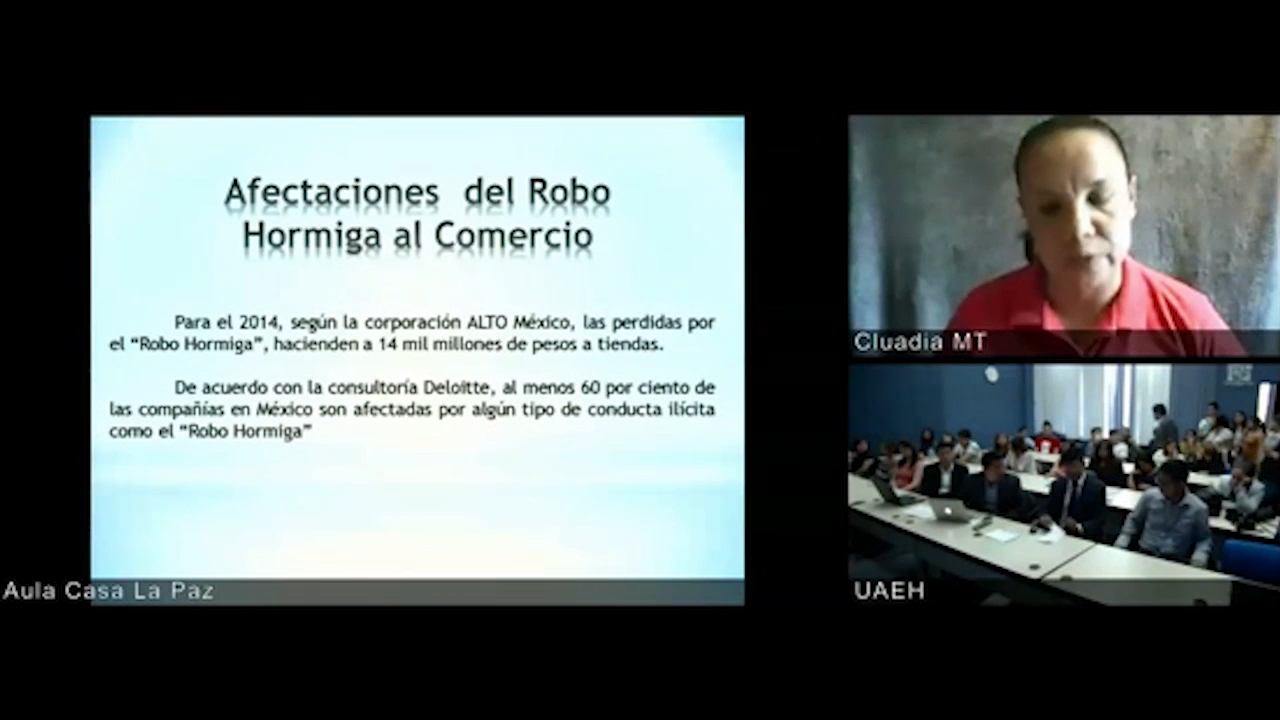 Afectaciones del Robo
Hormiga al Comercio
Para el 2014, según la corporación ALTO México, las perdidas por
el “Robo Hormiga”, hacienden a 14 mil millones de pesos a tiendas.
De acuerdo con la consultoría Deloitte, al menos 60 por ciento de
las compañías en México son afectadas por algún tipo de conducta ilícita
como el “Robo Hormiga”
Aula Casa La Paz
Cluadia MT
UAEH